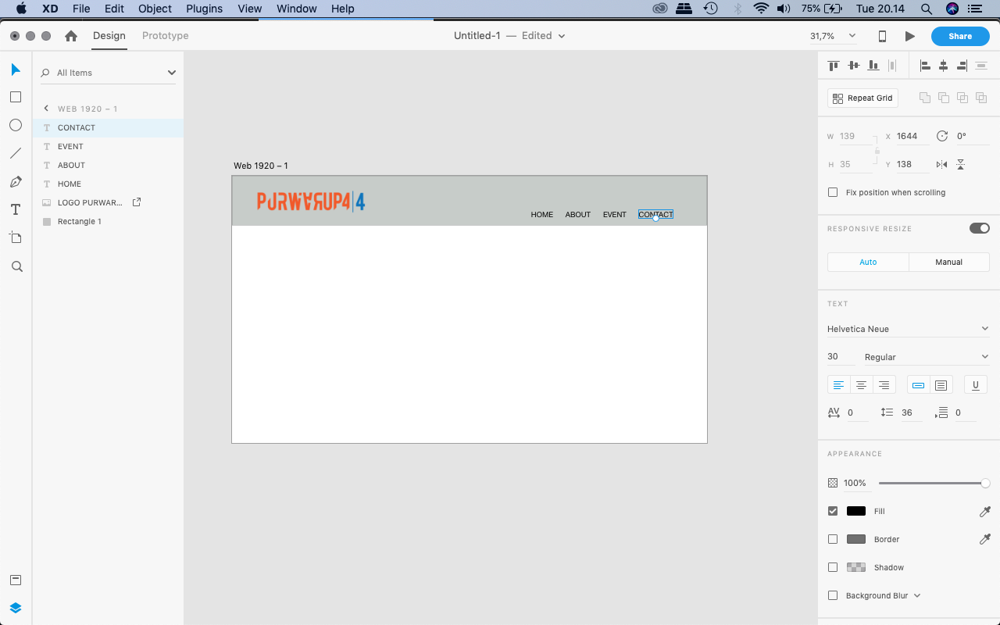 XD File Edit Object Plugins View Window Help 75% Tue 20.14
Design Prototype Untitled-1 — Edited 31,7% Share
All Items
WEB 1920 – 1
CONTACT
EVENT
ABOUT
HOME
LOGO PURWAR...
Rectangle 1
Web 1920 – 1
PURWARUP4|4
HOME ABOUT EVENT CONTACT
Repeat Grid
W 139 X 1644 0°
H 35 Y 138
Fix position when scrolling
RESPONSIVE RESIZE
Auto Manual
TEXT
Helvetica Neue
30 Regular
U
AV 0 36 0
APPEARANCE
100%
Fill
Border
Shadow
Background Blur